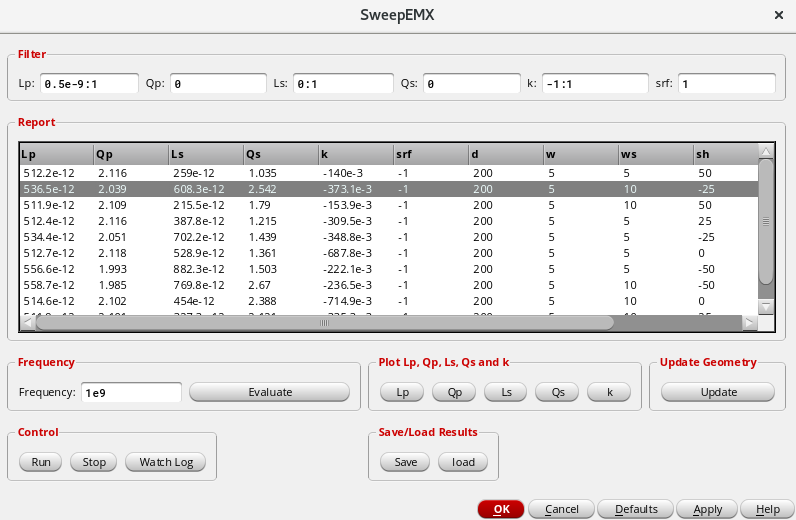 SweepEMX
Filter
Lp: 0.5e-9:1 Qp: 0 Ls: 0:1 Qs: 0 k: -1:1 srf: 1
Report
Lp Qp Ls Qs k srf d w ws sh
512.2e-12 2.116 259e-12 1.035 -140e-3 -1 200 5 5 50
536.5e-12 2.039 608.3e-12 2.542 -373.1e-3 -1 200 5 10 -25
511.9e-12 2.109 215.5e-12 1.79 -153.9e-3 -1 200 5 10 50
512.4e-12 2.116 387.8e-12 1.215 -309.5e-3 -1 200 5 5 25
534.4e-12 2.051 702.2e-12 1.439 -348.8e-3 -1 200 5 5 -25
512.7e-12 2.118 528.9e-12 1.361 -687.8e-3 -1 200 5 5 0
556.6e-12 1.993 882.3e-12 1.503 -222.1e-3 -1 200 5 5 -50
558.7e-12 1.985 769.8e-12 2.67 -236.5e-3 -1 200 5 10 -50
514.6e-12 2.102 454e-12 2.388 -714.9e-3 -1 200 5 10 0
Frequency Plot Lp, Qp, Ls, Qs and k Update Geometry
Frequency: 1e9 Evaluate Lp Qp Ls Qs k Update
Control Save/Load Results
Run Stop Watch Log Save load
OK Cancel Defaults Apply Help